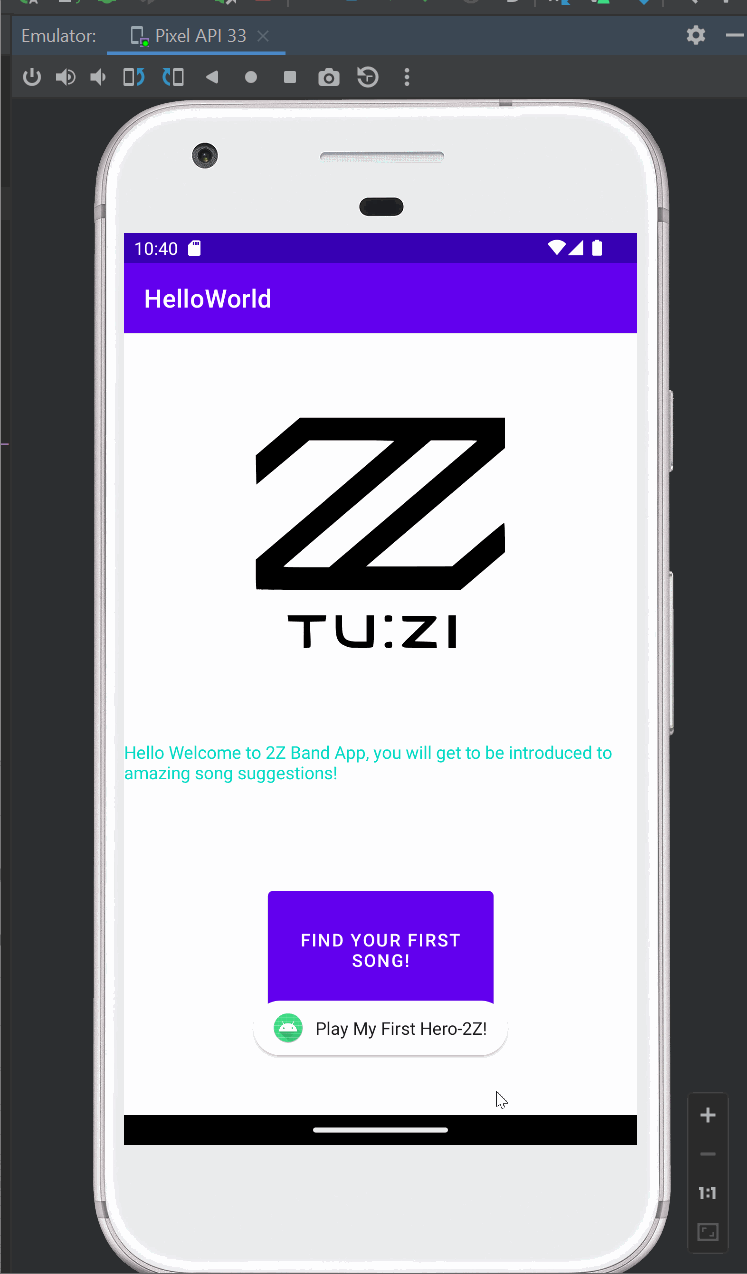 Emulator: Pixel API 33
10:40
HelloWorld
2Z
TU:ZI
Hello Welcome to 2Z Band App, you will get to be introduced to
amazing song suggestions!
FIND YOUR FIRST
SONG!
Play My First Hero-2Z!
1:1